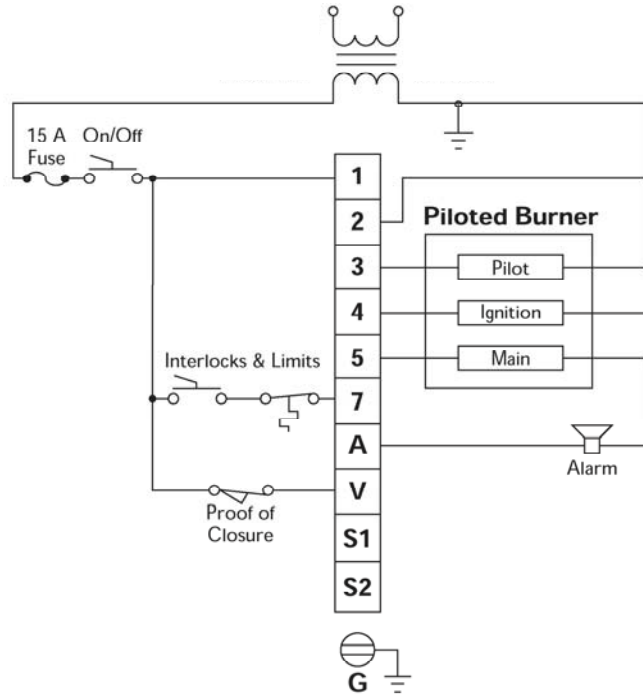 15 A
Fuse
On/Off
1
2
Piloted Burner
3
Pilot
4
Ignition
5
Main
Interlocks & Limits
7
A
Alarm
V
Proof of
Closure
S1
S2
G